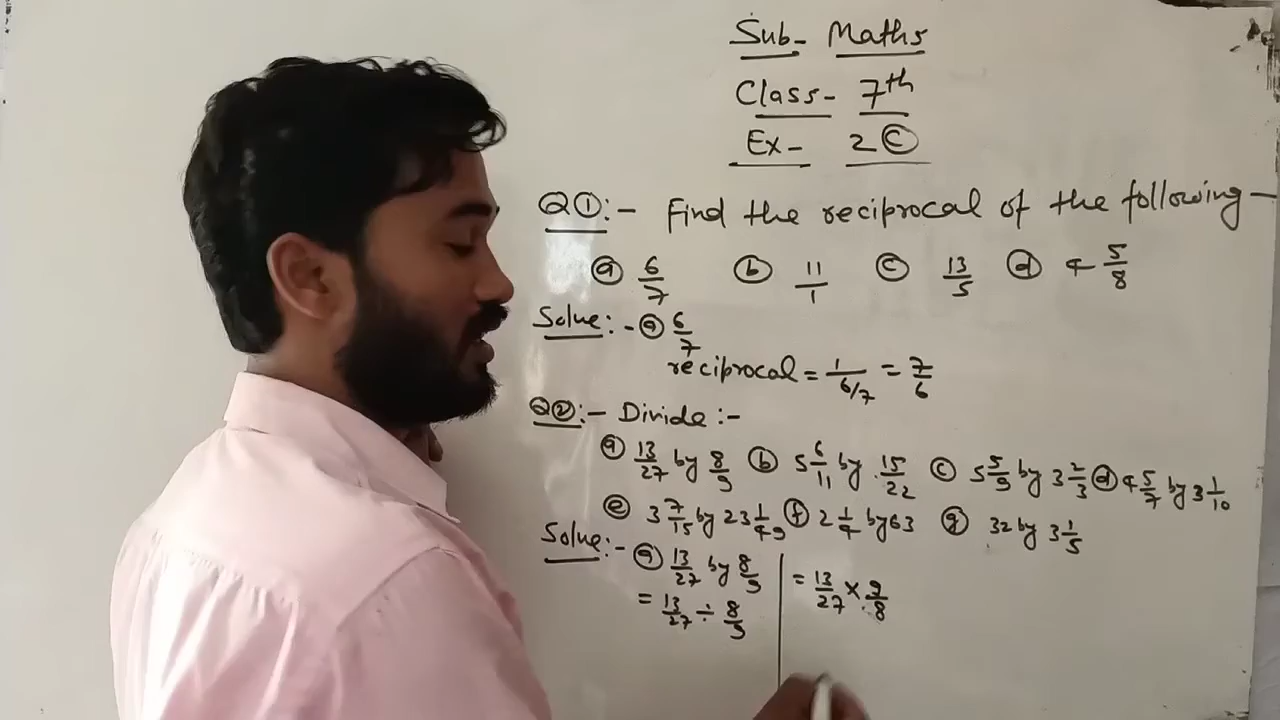 Sub- Maths
Class- 7th
Ex- 2 ©
Q①:- Find the reciprocal of the following-
ⓐ 6/7 ⓑ 11/1 ⓒ 13/5 ⓓ 4 5/8
Solve:- ⓐ 6/7
reciprocal = 1/6/7 = 7/6
Q②:- Divide:-
ⓐ 13/27 by 8/9 ⓑ 5 6/11 by 15/22 ⓒ 5 5/9 by 3 2/3 ⓓ 4 5/7 by 3 1/10
ⓔ 3 7/15 by 23 1/49 ⓕ 2 1/4 by 63 ⓖ 32 by 3 1/5
Solve:- ⓐ 13/27 by 8/9
= 13/27 ÷ 8/9
= 13/27 × 9/8